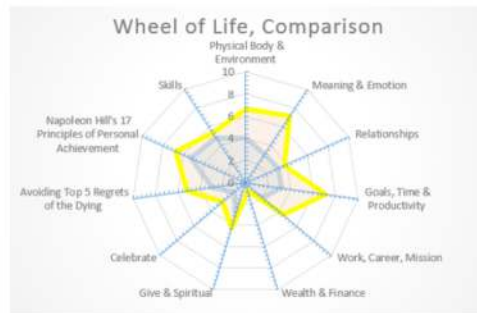 Wheel of Life, Comparison
Physical Body &
Environment
10
8
6
4
2
0
Meaning & Emotion
Relationships
Goals, Time &
Productivity
Work, Career, Mission
Wealth & Finance
Give & Spiritual
Celebrate
Avoiding Top 5 Regrets
of the Dying
Napoleon Hill's 17
Principles of Personal
Achievement
Skills